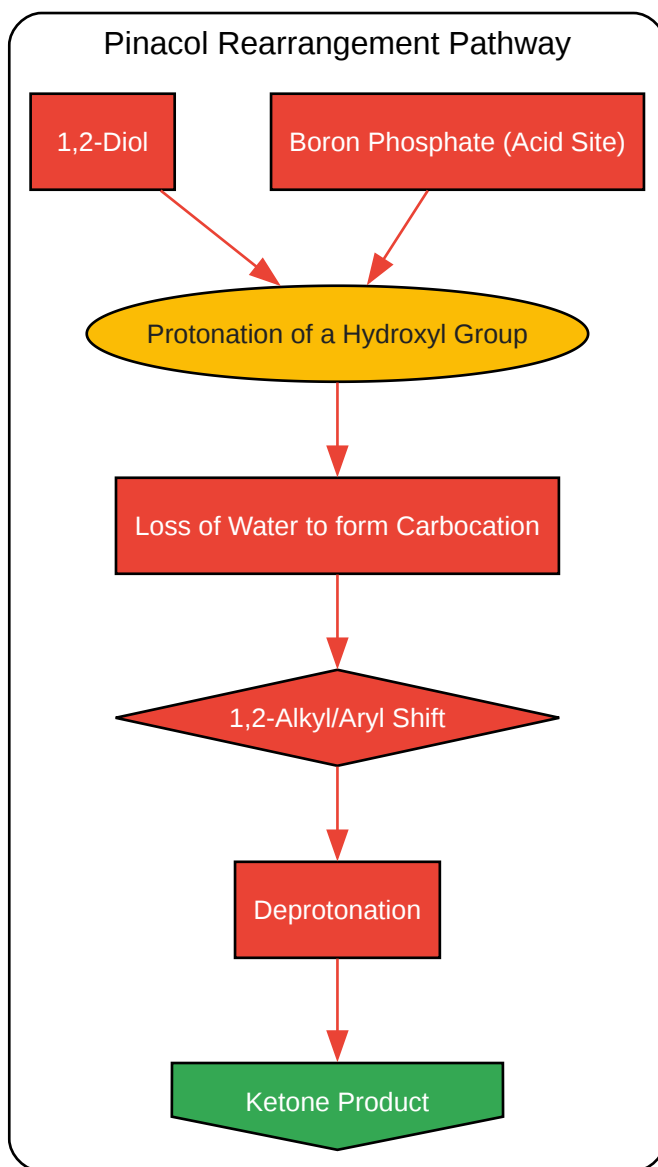 Pinacol Rearrangement Pathway
1,2-Diol
Boron Phosphate (Acid Site)
Protonation of a Hydroxyl Group
Loss of Water to form Carbocation
1,2-Alkyl/Aryl Shift
Deprotonation
Ketone Product